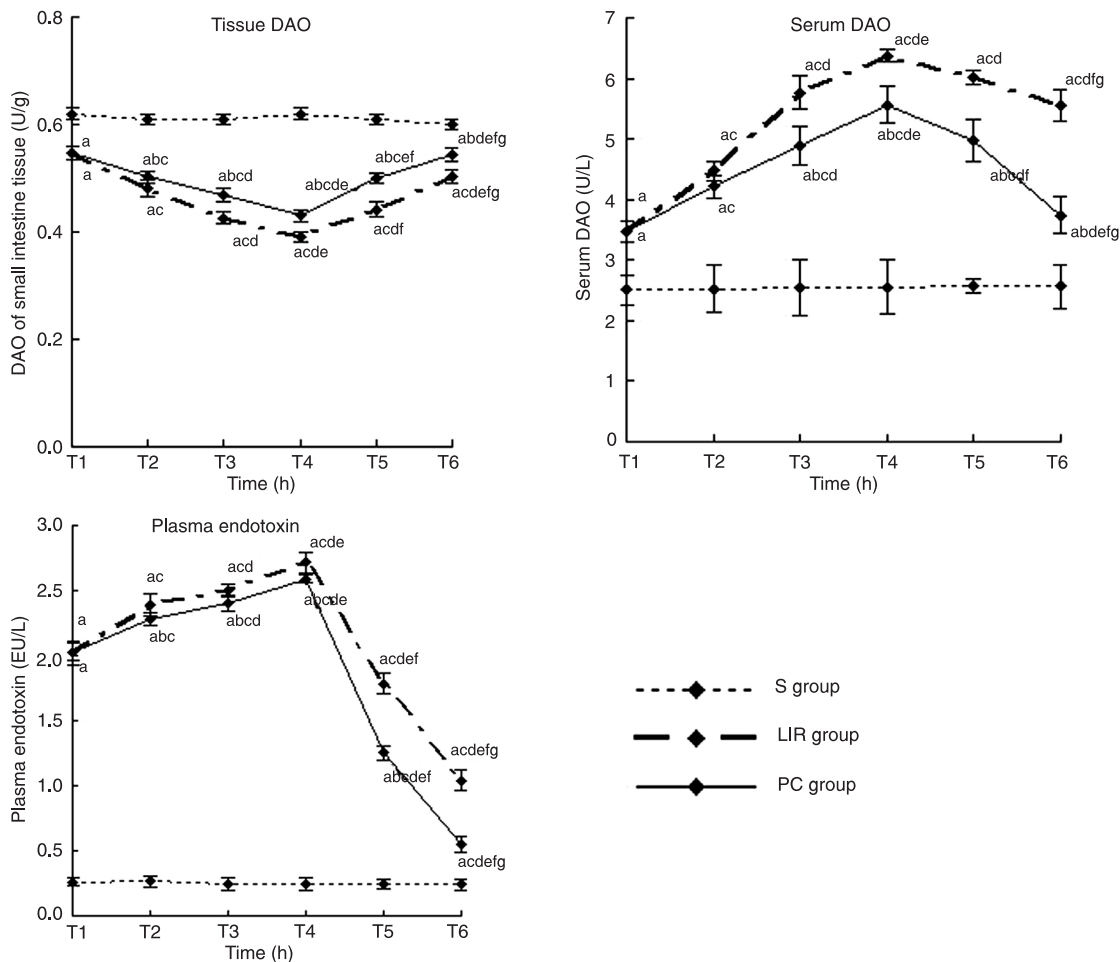 Tissue DAO
DAO of small intestine tissue (U/g)
0.8
0.6
0.4
0.2
0.0
a
a
abc
ac
abcd
acd
abcde
acde
abcef
acdf
abdefg
acdefg
T1 T2 T3 T4 T5 T6
Time (h)
Serum DAO
Serum DAO (U/L)
7
6
5
4
3
2
1
0
a
a
ac
ac
acd
abcd
acde
abcde
acd
abcdf
acdfg
abdefg
T1 T2 T3 T4 T5 T6
Time (h)
Plasma endotoxin
Plasma endotoxin (EU/L)
3.0
2.5
2.0
1.5
1.0
0.5
0.0
a
a
ac
abc
acd
abcd
acde
abcde
acdef
abcdef
acdefg
acdefg
T1 T2 T3 T4 T5 T6
Time (h)
S group
LIR group
PC group